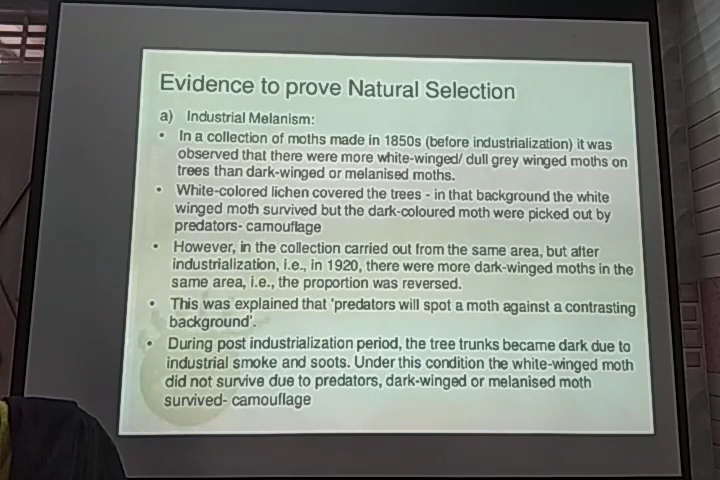 Evidence to prove Natural Selection
a) Industrial Melanism:
• In a collection of moths made in 1850s (before industrialization) it was
observed that there were more white-winged/ dull grey winged moths on
trees than dark-winged or melanised moths.
• White-colored lichen covered the trees - in that background the white
winged moth survived but the dark-coloured moth were picked out by
predators- camouflage
• However, in the collection carried out from the same area, but after
industrialization, i.e., in 1920, there were more dark-winged moths in the
same area, i.e., the proportion was reversed.
• This was explained that 'predators will spot a moth against a contrasting
background'.
• During post industrialization period, the tree trunks became dark due to
industrial smoke and soots. Under this condition the white-winged moth
did not survive due to predators, dark-winged or melanised moth
survived- camouflage